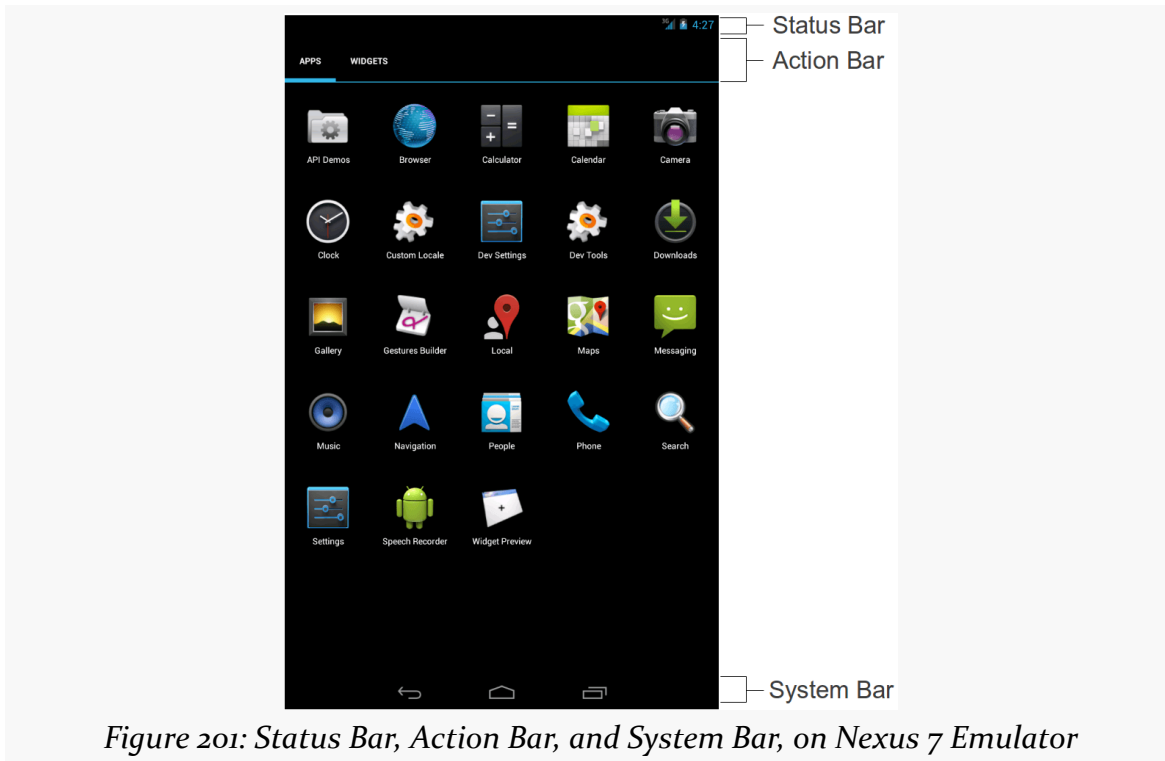 3G 4:27
Status Bar
APPS WIDGETS
Action Bar
API Demos Browser Calculator Calendar Camera
Clock Custom Locale Dev Settings Dev Tools Downloads
Gallery Gestures Builder Local Maps Messaging
Music Navigation People Phone Search
Settings Speech Recorder Widget Preview
System Bar
Figure 201: Status Bar, Action Bar, and System Bar, on Nexus 7 Emulator